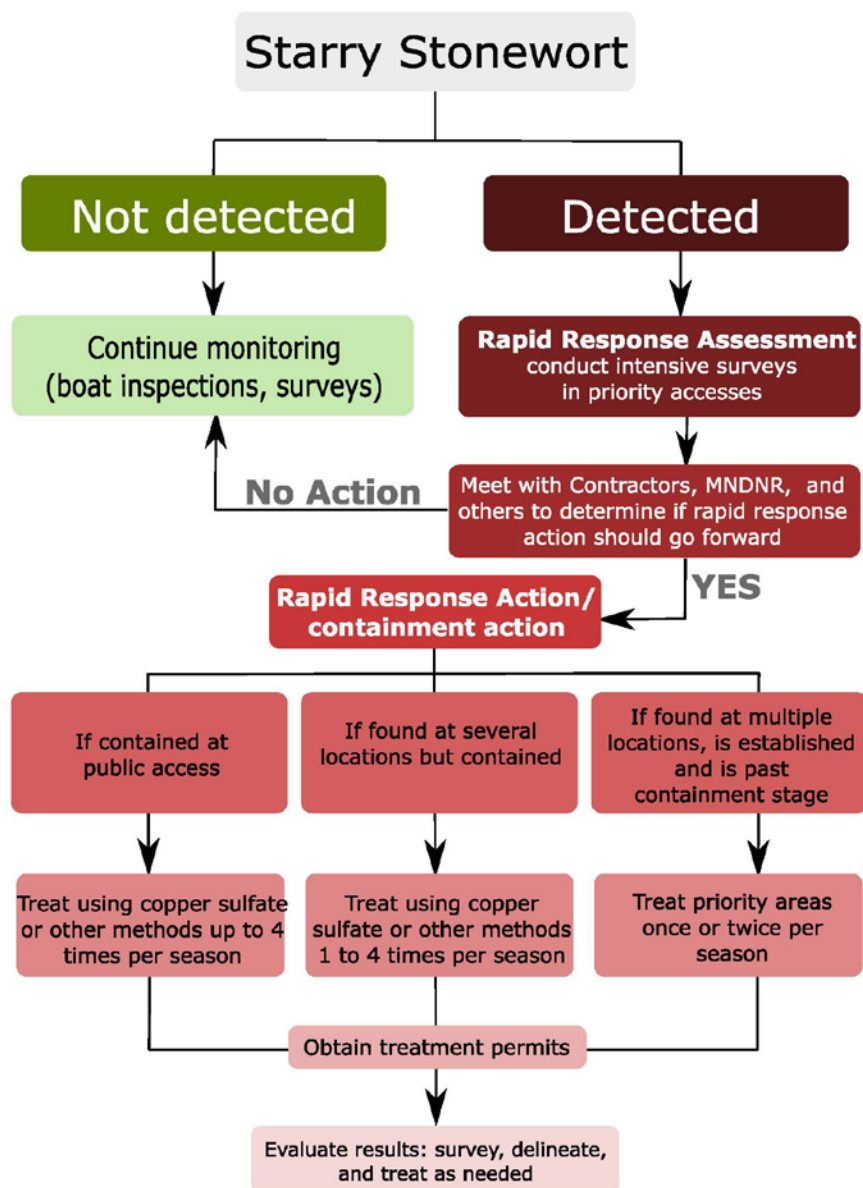 Starry Stonewort
Not detected
Detected
Continue monitoring
(boat inspections, surveys)
Rapid Response Assessment
conduct intensive surveys
in priority accesses
No Action
Meet with Contractors, MNDNR, and
others to determine if rapid response
action should go forward
YES
Rapid Response Action/
containment action
If contained at
public access
If found at several
locations but contained
If found at multiple
locations, is established
and is past
containment stage
Treat using copper sulfate
or other methods up to 4
times per season
Treat using copper
sulfate or other methods
1 to 4 times per season
Treat priority areas
once or twice per
season
Obtain treatment permits
Evaluate results: survey, delineate,
and treat as needed